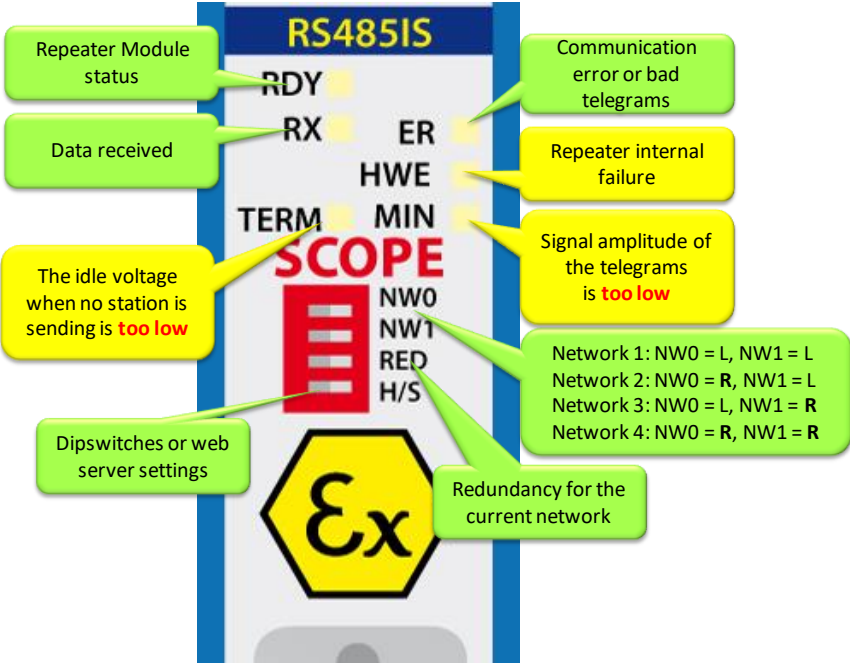 RS485IS
Repeater Module
status
RDY
Communication
error or bad
telegrams
Data received
RX
ER
Repeater internal
failure
HWE
TERM
MIN
Signal amplitude of
the telegrams
is too low
SCOPE
The idle voltage
when no station is
sending is too low
NW0
NW1
RED
H/S
Network 1: NW0 = L, NW1 = L
Network 2: NW0 = R, NW1 = L
Network 3: NW0 = L, NW1 = R
Network 4: NW0 = R, NW1 = R
Dipswitches or web
server settings
Redundancy for the
current network
Ɛx